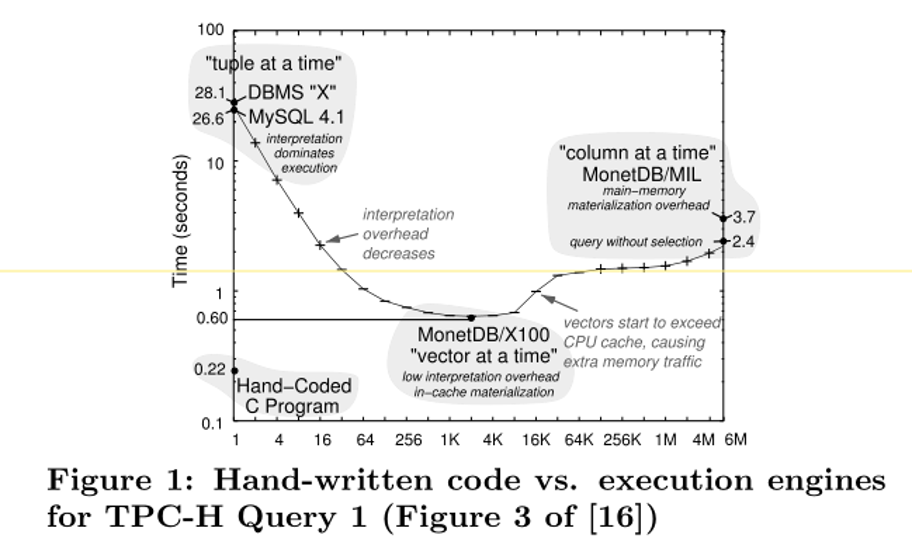 100
"tuple at a time"
28.1
DBMS "X"
26.6
MySQL 4.1
interpretation
dominates
execution
10
"column at a time"
MonetDB/MIL
main-memory
materialization overhead
3.7
query without selection
2.4
interpretation
overhead
decreases
Time (seconds)
1
0.60
MonetDB/X100
"vector at a time"
low interpretation overhead
in-cache materialization
vectors start to exceed
CPU cache, causing
extra memory traffic
0.22
Hand-Coded
C Program
0.1
1 4 16 64 256 1K 4K 16K 64K 256K 1M 4M 6M
Figure 1: Hand-written code vs. execution engines
for TPC-H Query 1 (Figure 3 of [16])